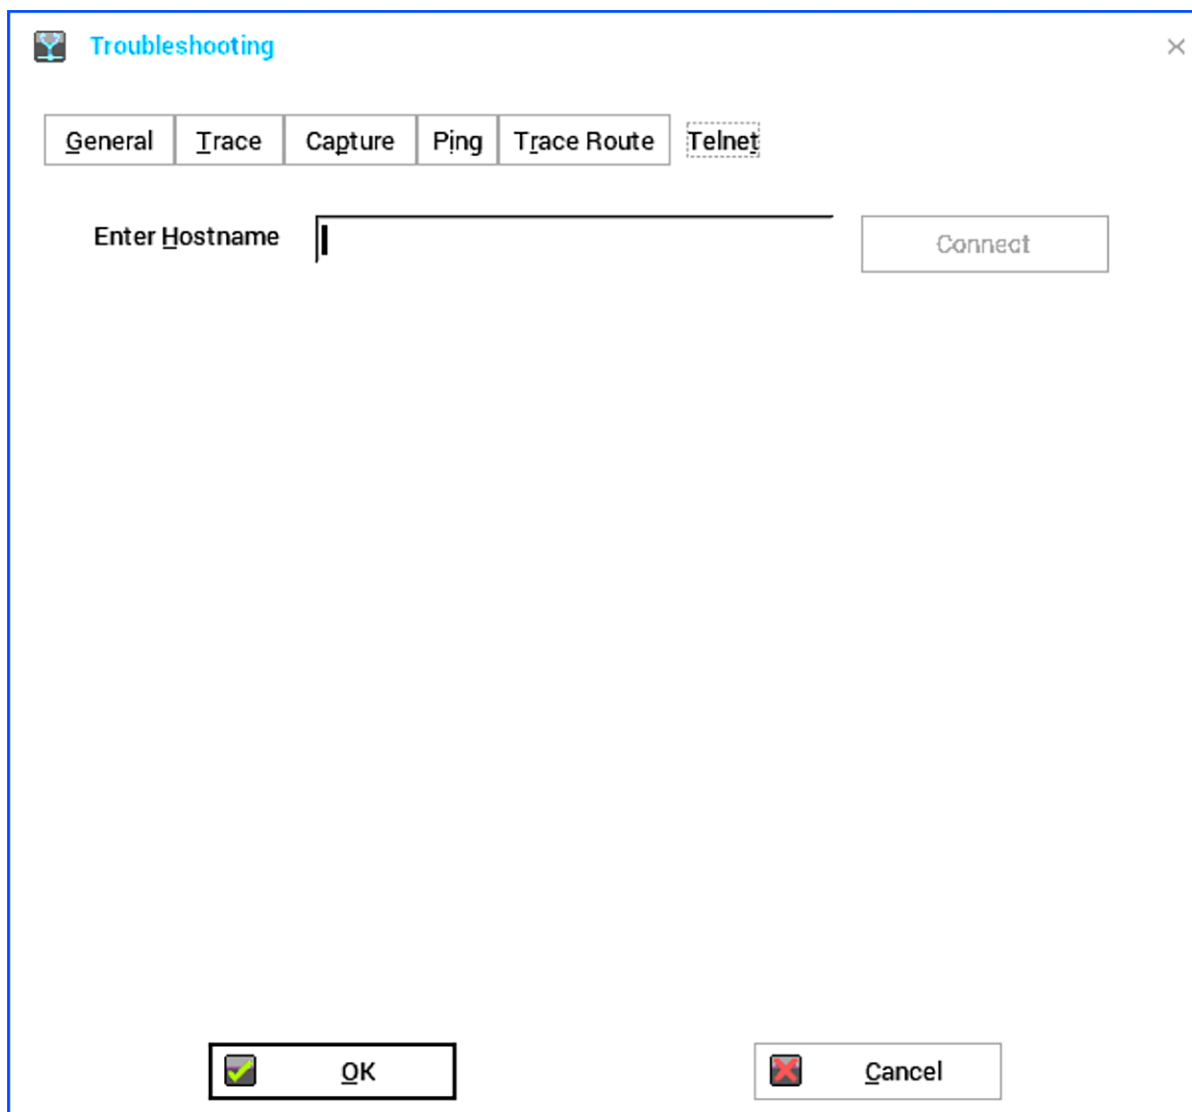 Troubleshooting
General Trace Capture Ping Trace Route Telnet
Enter Hostname Connect
OK Cancel